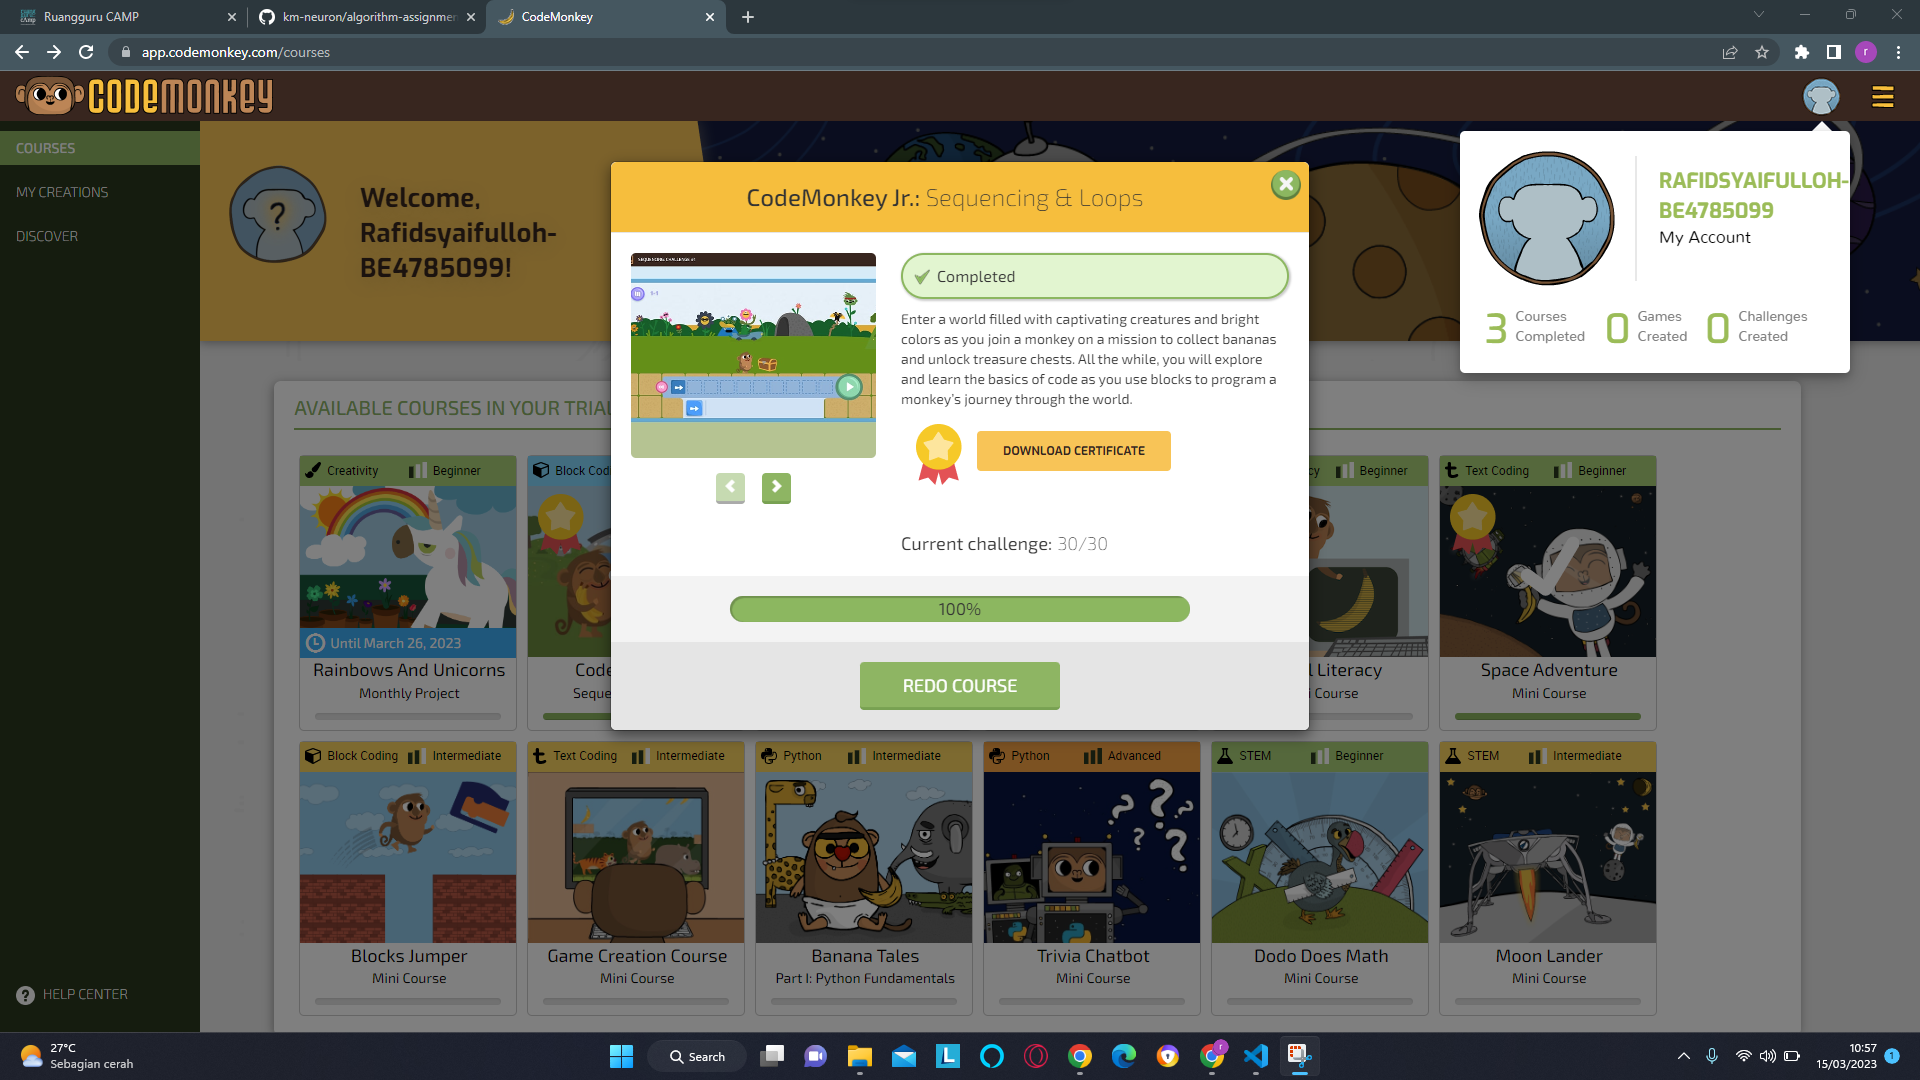 Ruangguru CAMP
km-neuron/algorithm-assignmen
CodeMonkey
app.codemonkey.com/courses
r
CODEMONKEY
COURSES
MY CREATIONS
DISCOVER
HELP CENTER
?
Welcome,
Rafidsyaifulloh-
BE4785099!
RAFIDSYAIFULLOH-
BE4785099
My Account
3 Courses Completed
0 Games Created
0 Challenges Created
AVAILABLE COURSES IN YOUR TRIA
CodeMonkey Jr.: Sequencing & Loops
SEQUENCING CHALLENGE #1
Completed
Enter a world filled with captivating creatures and bright
colors as you join a monkey on a mission to collect bananas
and unlock treasure chests. All the while, you will explore
and learn the basics of code as you use blocks to program a
monkey's journey through the world.
DOWNLOAD CERTIFICATE
Current challenge: 30/30
100%
REDO COURSE
Creativity Beginner
Until March 26, 2023
Rainbows And Unicorns
Monthly Project
Block Cod
Code
Seque
cy Beginner
l Literacy
i Course
Text Coding Beginner
Space Adventure
Mini Course
Block Coding Intermediate
Blocks Jumper
Mini Course
Text Coding Intermediate
Game Creation Course
Mini Course
Python Intermediate
Banana Tales
Part I: Python Fundamentals
Python Advanced
Trivia Chatbot
Mini Course
STEM Beginner
Dodo Does Math
Mini Course
STEM Intermediate
Moon Lander
Mini Course
27°C
Sebagian cerah
Search
10:57
15/03/2023
1